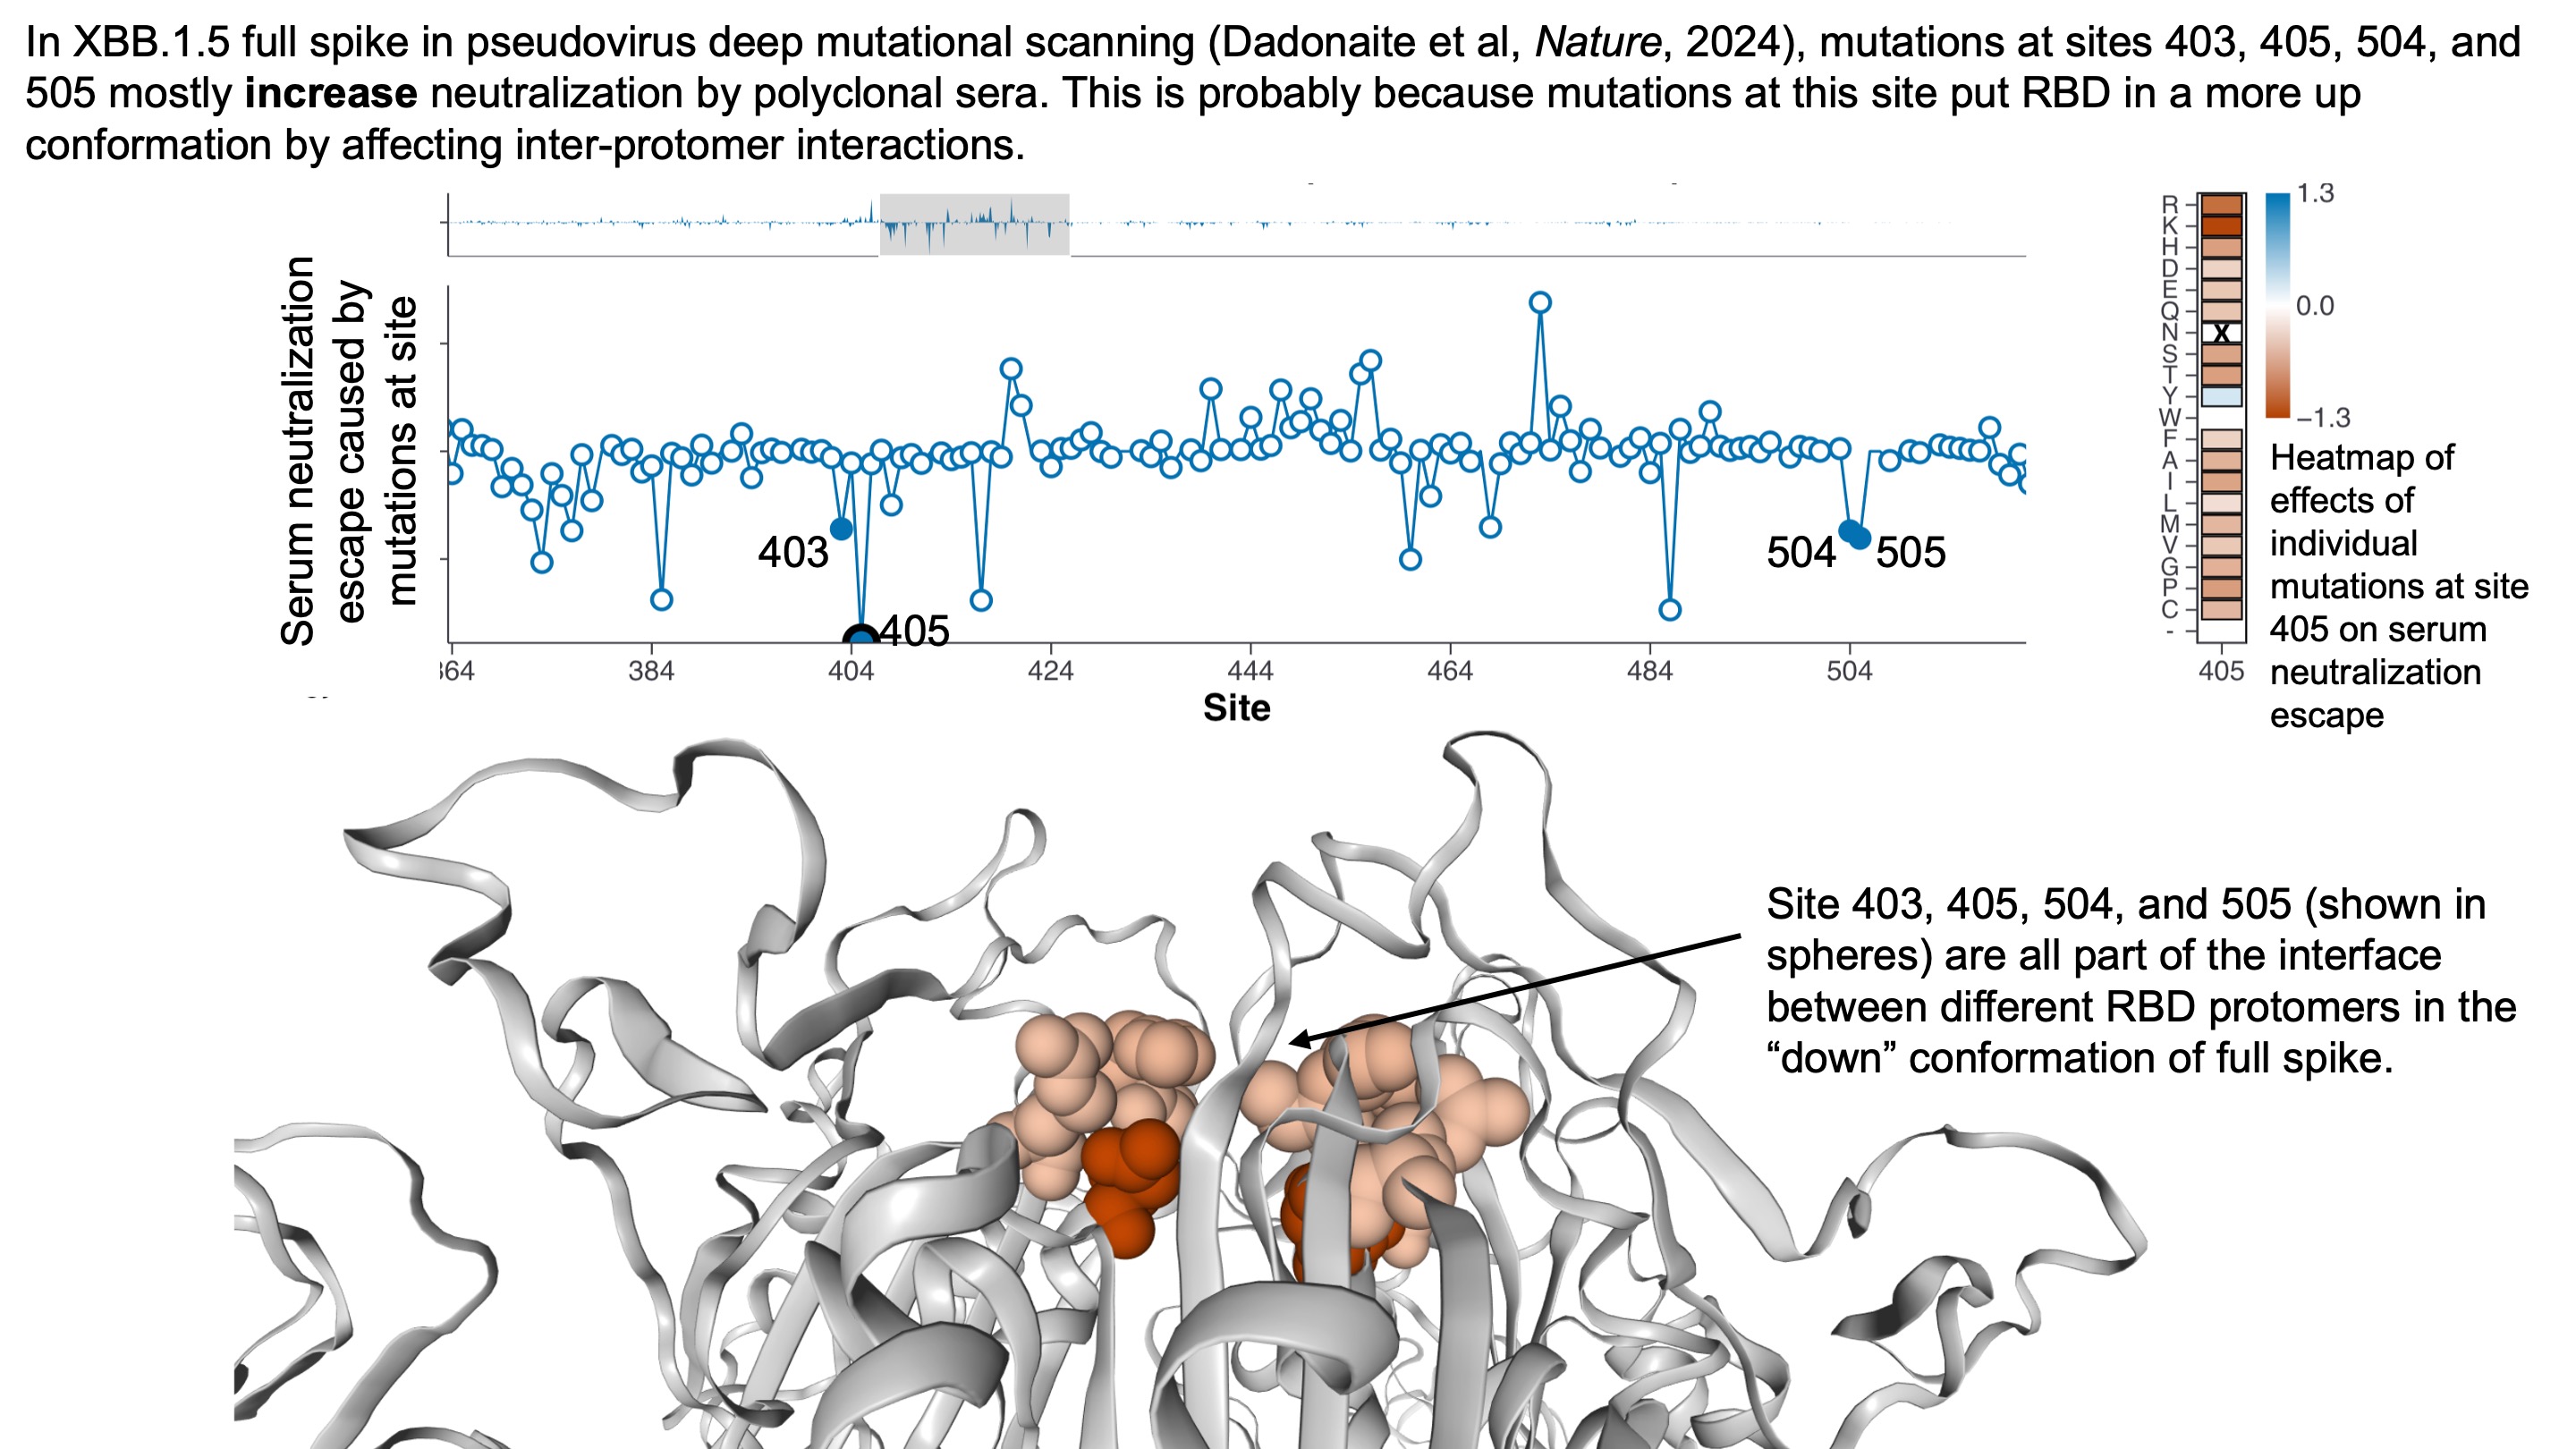 In XBB.1.5 full spike in pseudovirus deep mutational scanning (Dadonaite et al, Nature, 2024), mutations at sites 403, 405, 504, and
505 mostly increase neutralization by polyclonal sera. This is probably because mutations at this site put RBD in a more up
conformation by affecting inter-protomer interactions.
Serum neutralization
escape caused by
mutations at site
403
405
504
505
364
384
404
424
444
464
484
504
Site
R
K
H
D
E
Q
N
X
S
T
Y
W
F
A
I
L
M
V
G
P
C
-
405
1.3
0.0
−1.3
Heatmap of
effects of
individual
mutations at site
405 on serum
neutralization
escape
Site 403, 405, 504, and 505 (shown in
spheres) are all part of the interface
between different RBD protomers in the
“down” conformation of full spike.